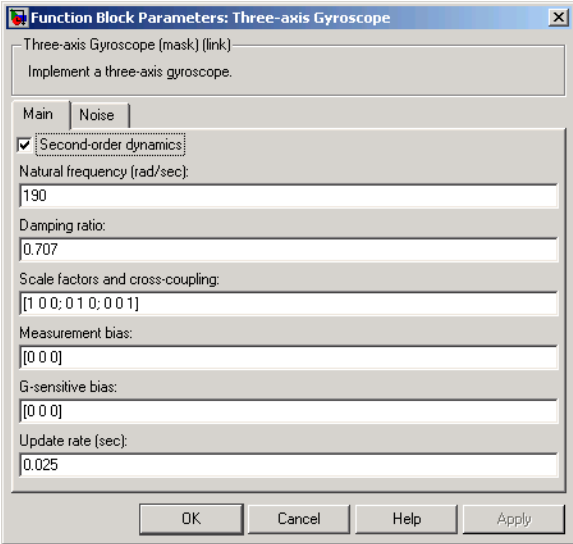 Function Block Parameters: Three-axis Gyroscope
Three-axis Gyroscope (mask) (link)
Implement a three-axis gyroscope.
Main Noise
Second-order dynamics
Natural frequency (rad/sec):
190
Damping ratio:
0.707
Scale factors and cross-coupling:
[1 0 0; 0 1 0; 0 0 1]
Measurement bias:
[0 0 0]
G-sensitive bias:
[0 0 0]
Update rate (sec):
0.025
OK Cancel Help Apply